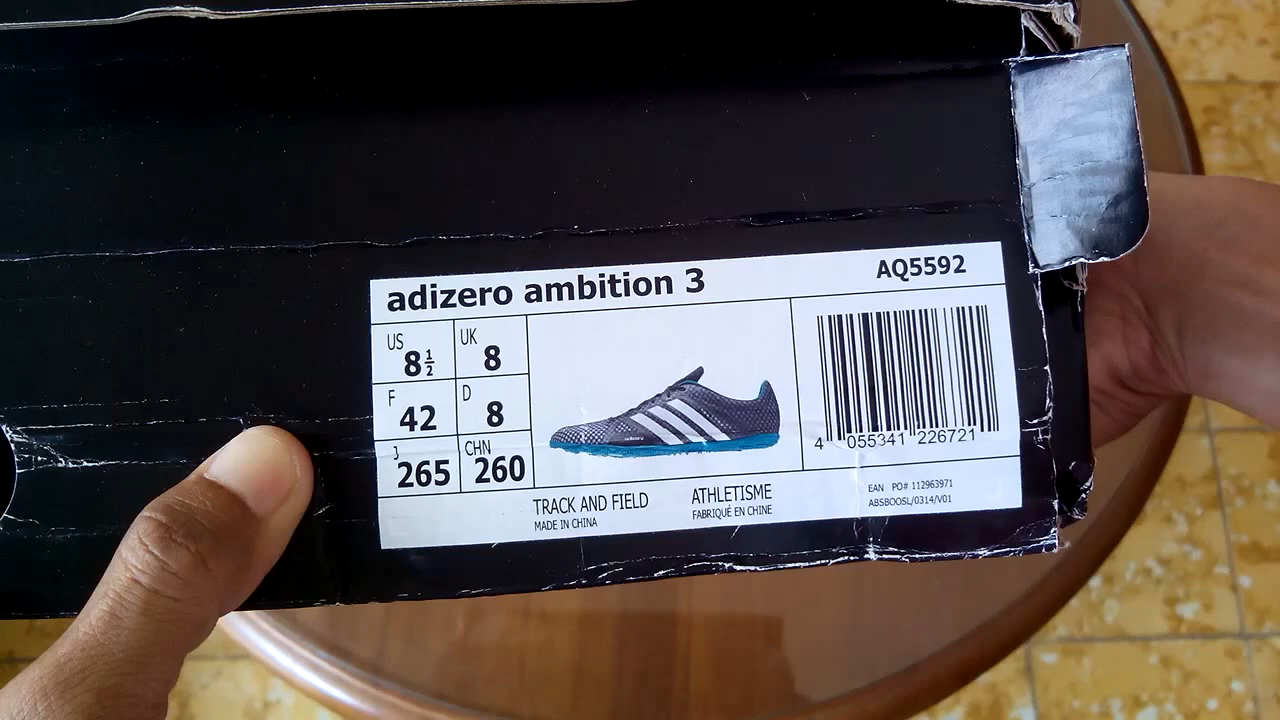 adizero ambition 3
AQ5592
US
8½
UK
8
F
42
D
8
J
265
CHN
260
4 055341 226721
TRACK AND FIELD
MADE IN CHINA
ATHLETISME
FABRIQUÉ EN CHINE
EAN PO# 112963971
ABSBOOSL/0314/V01